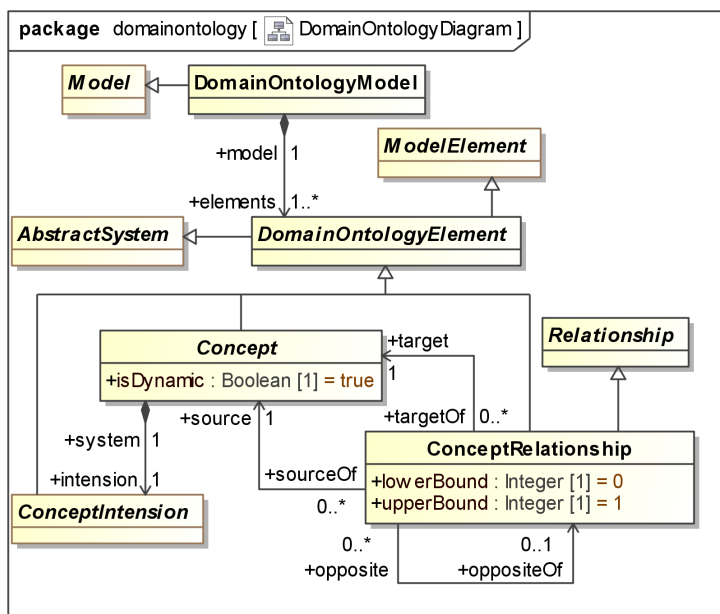 package domainontology [ DomainOntologyDiagram ]
Model
DomainOntologyModel
+model 1
ModelElement
+elements 1..*
AbstractSystem
DomainOntologyElement
Concept
+isDynamic : Boolean [1] = true
+target
1
Relationship
+source 1
+targetOf 0..*
+system 1
+intension 1
ConceptIntension
+sourceOf
0..*
ConceptRelationship
+lowerBound : Integer [1] = 0
+upperBound : Integer [1] = 1
0..*
+opposite
0..1
+oppositeOf